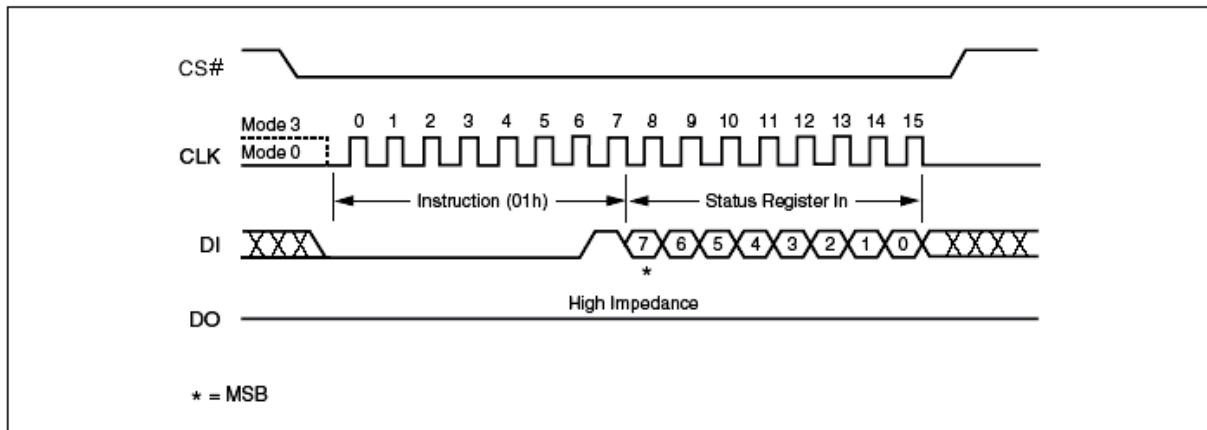 CS#
0 1 2 3 4 5 6 7 8 9 10 11 12 13 14 15
Mode 3
CLK
Mode 0
Instruction (01h)
Status Register In
DI
7 6 5 4 3 2 1 0
*
High Impedance
DO
* = MSB